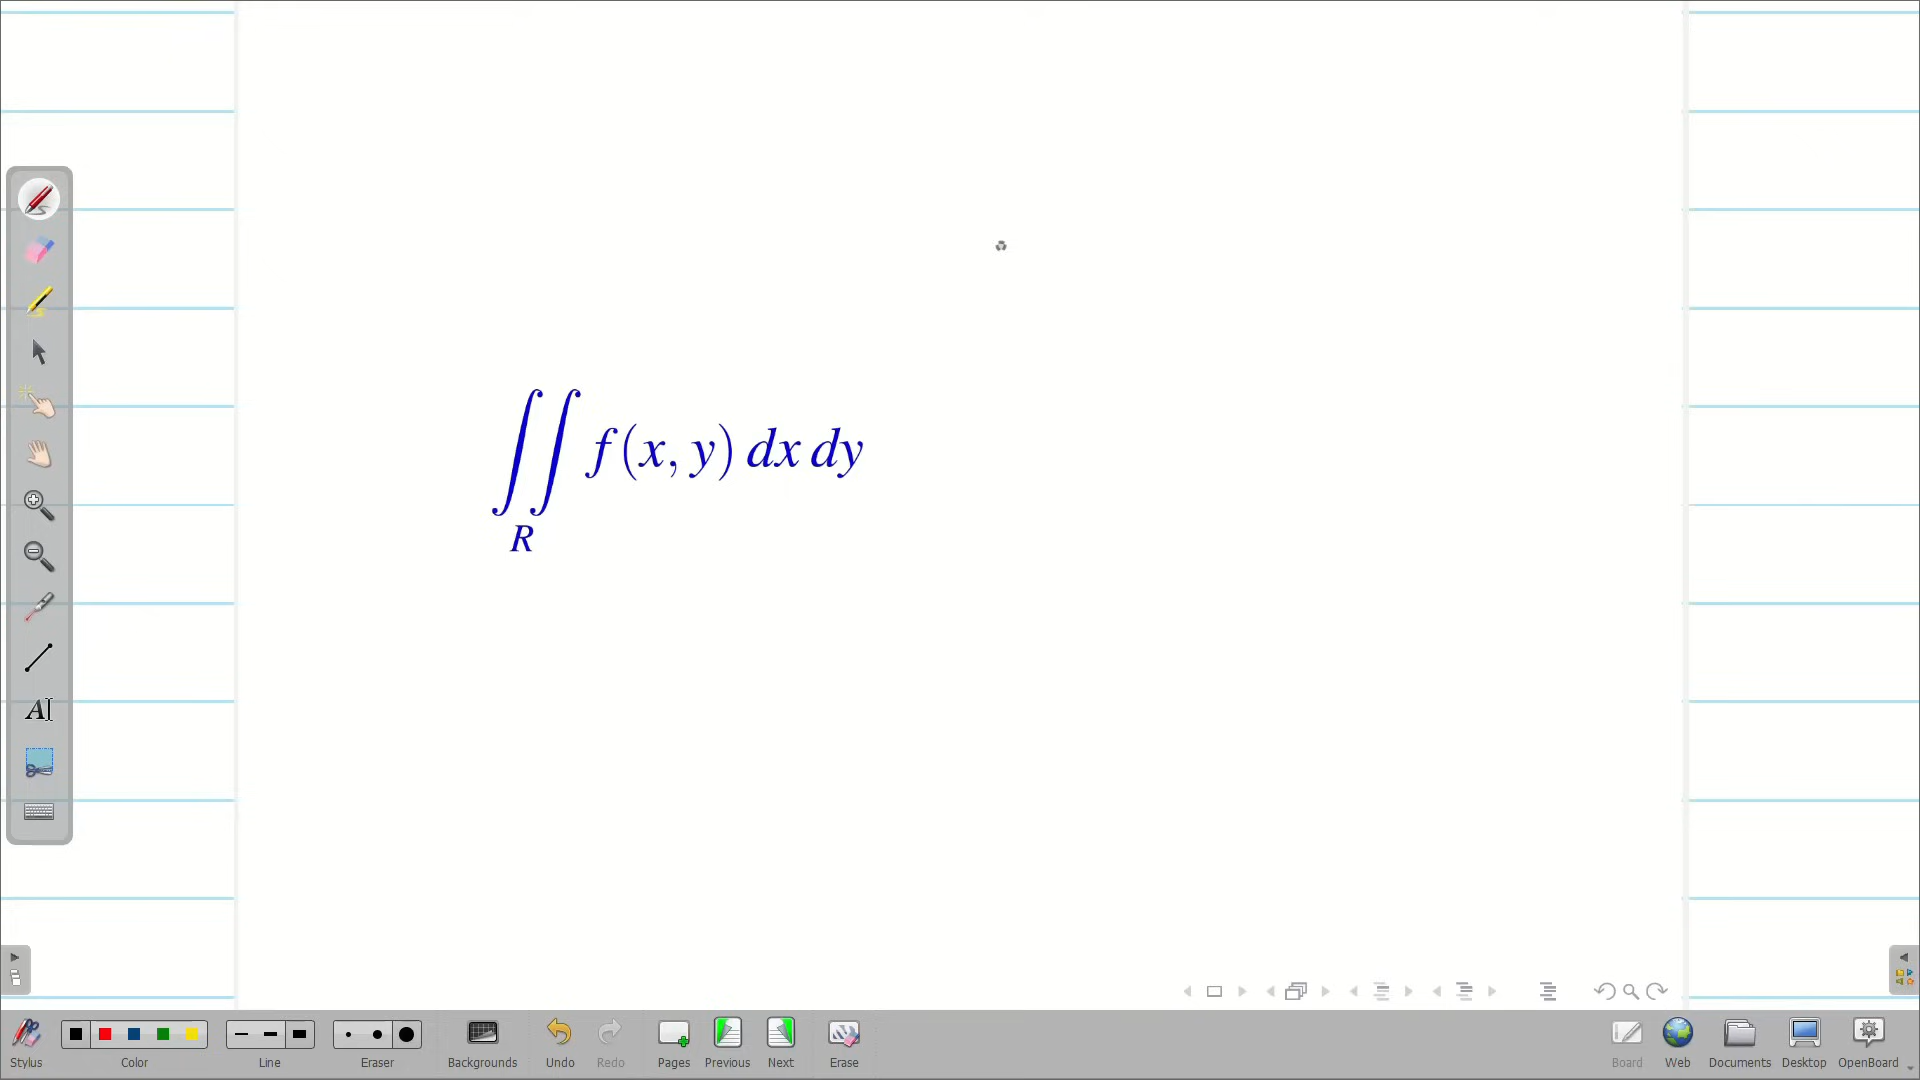 ∬ f(x, y) dx dy
R
Stylus
Color
Line
Eraser
Backgrounds
Undo
Redo
Pages
Previous
Next
Erase
Board
Web
Documents
Desktop
OpenBoard